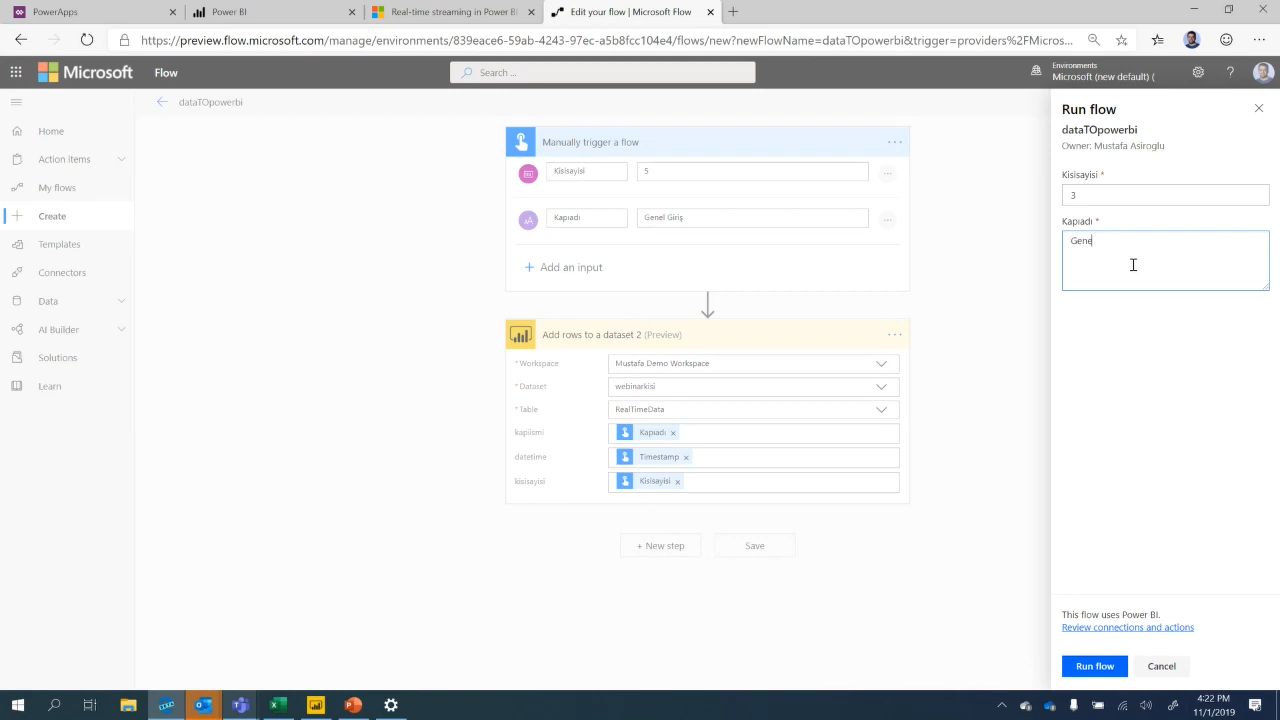 PowerApps
Power BI
Real-time streaming in Power BI
Edit your flow | Microsoft Flow
https://preview.flow.microsoft.com/manage/environments/839eace6-59ab-4243-97ec-a5b8fcc104e4/flows/new?newFlowName=dataTOpowerbi&trigger=providers%2FMicros...
Microsoft
Flow
Search ...
Environments
Microsoft (new default) (
dataTOpowerbi
Home
Action items
My flows
Create
Templates
Connectors
Data
AI Builder
Solutions
Learn
Manually trigger a flow
Kisisayisi
5
Kapıadı
Genel Giriş
+ Add an input
Add rows to a dataset 2 (Preview)
* Workspace
Mustafa Demo Workspace
* Dataset
webinarkisi
* Table
RealTimeData
kapiismi
Kapıadı x
datetime
Timestamp x
kisisayisi
Kisisayisi x
+ New step
Save
Run flow
dataTOpowerbi
Owner: Mustafa Asiroglu
Kisisayisi *
3
Kapıadı *
Gene
This flow uses Power BI.
Review connections and actions
Run flow
Cancel
4:22 PM
11/1/2019